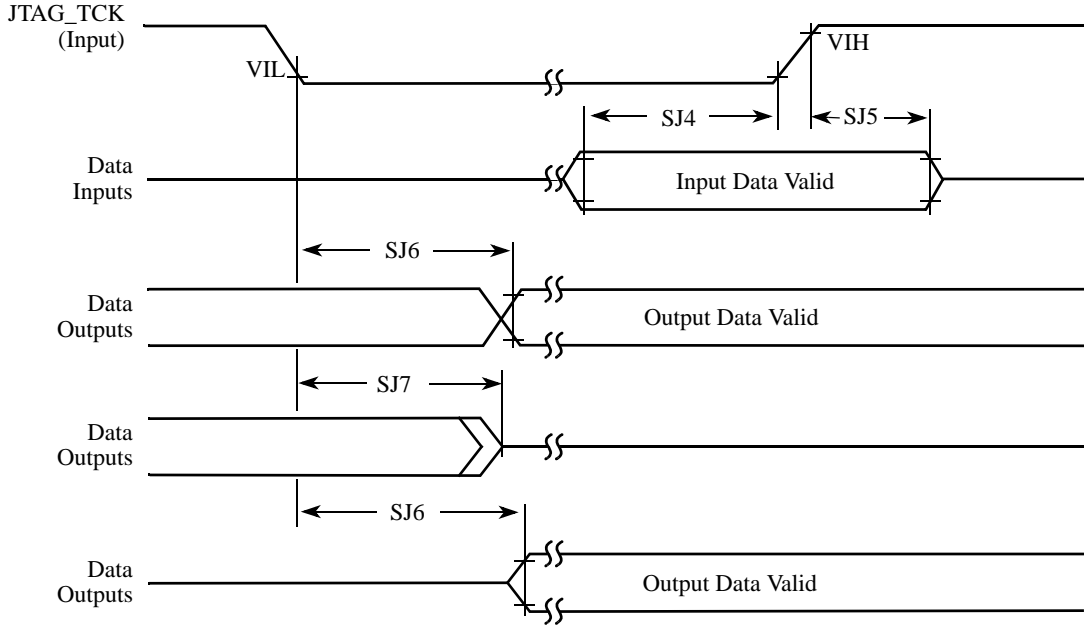 JTAG_TCK
(Input)
VIL
VIH
SJ4
SJ5
Data
Inputs
Input Data Valid
SJ6
Data
Outputs
Output Data Valid
SJ7
Data
Outputs
SJ6
Data
Outputs
Output Data Valid